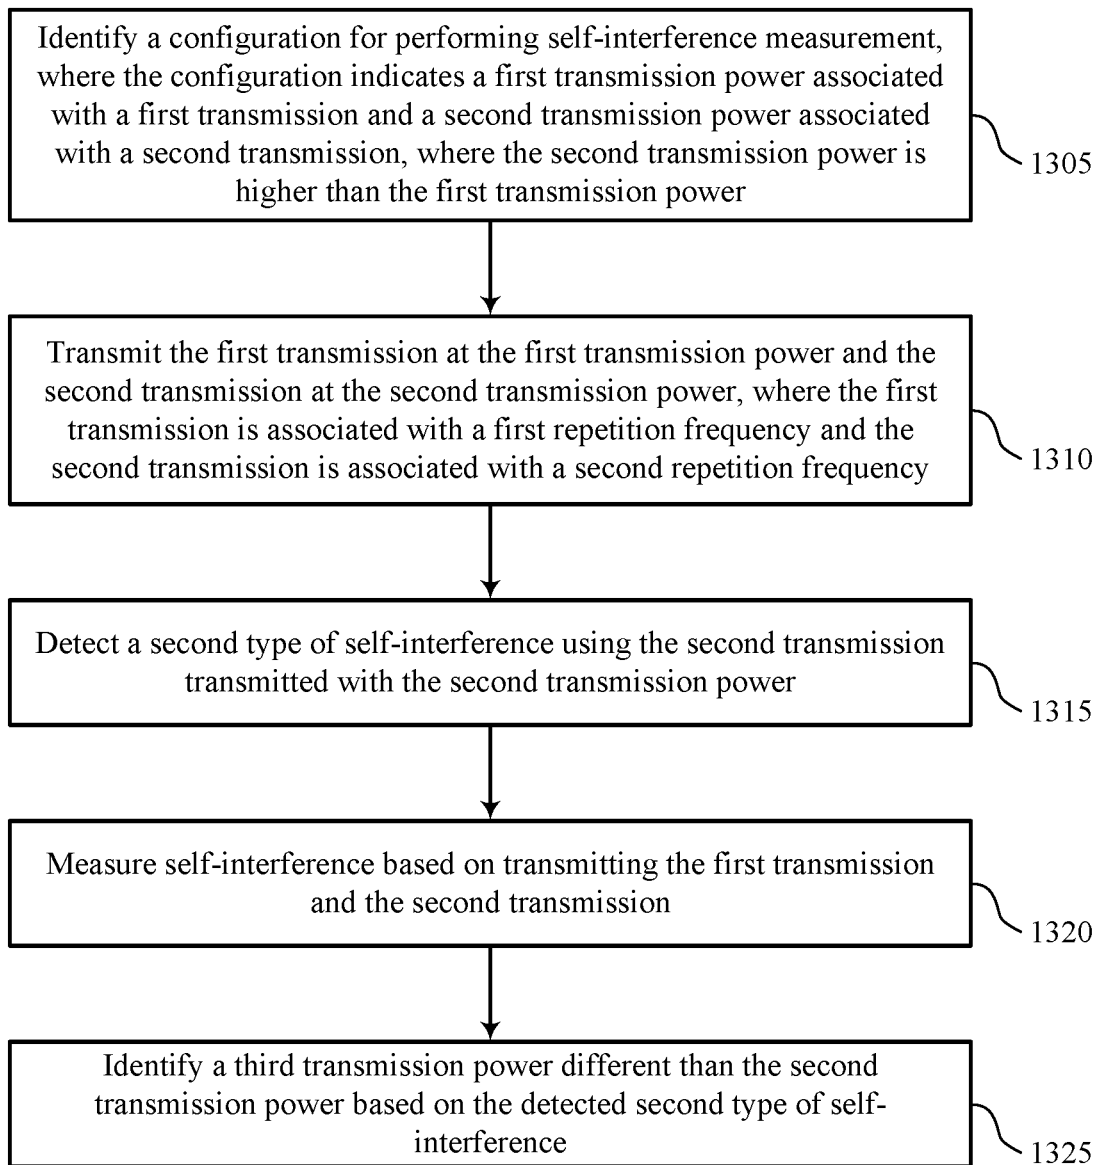 Identify a configuration for performing self-interference measurement,
where the configuration indicates a first transmission power associated
with a first transmission and a second transmission power associated
with a second transmission, where the second transmission power is
higher than the first transmission power
1305
Transmit the first transmission at the first transmission power and the
second transmission at the second transmission power, where the first
transmission is associated with a first repetition frequency and the
second transmission is associated with a second repetition frequency
1310
Detect a second type of self-interference using the second transmission
transmitted with the second transmission power
1315
Measure self-interference based on transmitting the first transmission
and the second transmission
1320
Identify a third transmission power different than the second
transmission power based on the detected second type of self-
interference
1325